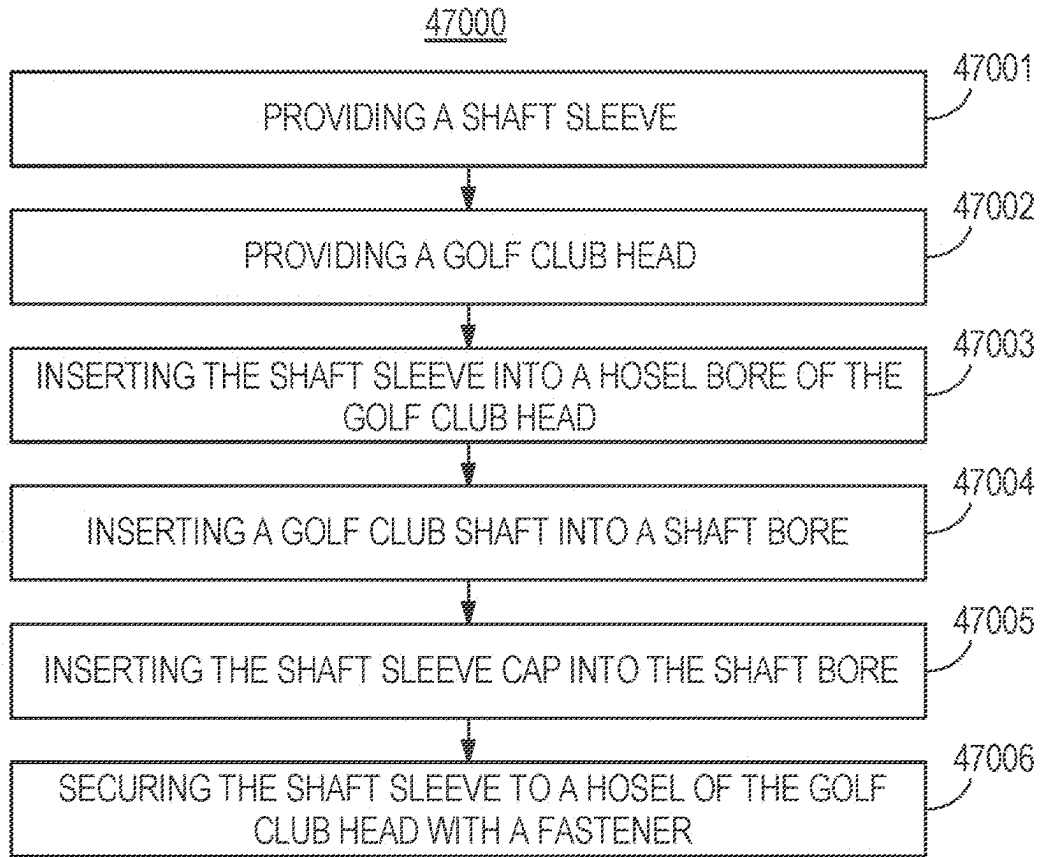 47000
PROVIDING A SHAFT SLEEVE
47001
PROVIDING A GOLF CLUB HEAD
47002
INSERTING THE SHAFT SLEEVE INTO A HOSEL BORE OF THE
GOLF CLUB HEAD
47003
INSERTING A GOLF CLUB SHAFT INTO A SHAFT BORE
47004
INSERTING THE SHAFT SLEEVE CAP INTO THE SHAFT BORE
47005
SECURING THE SHAFT SLEEVE TO A HOSEL OF THE GOLF
CLUB HEAD WITH A FASTENER
47006